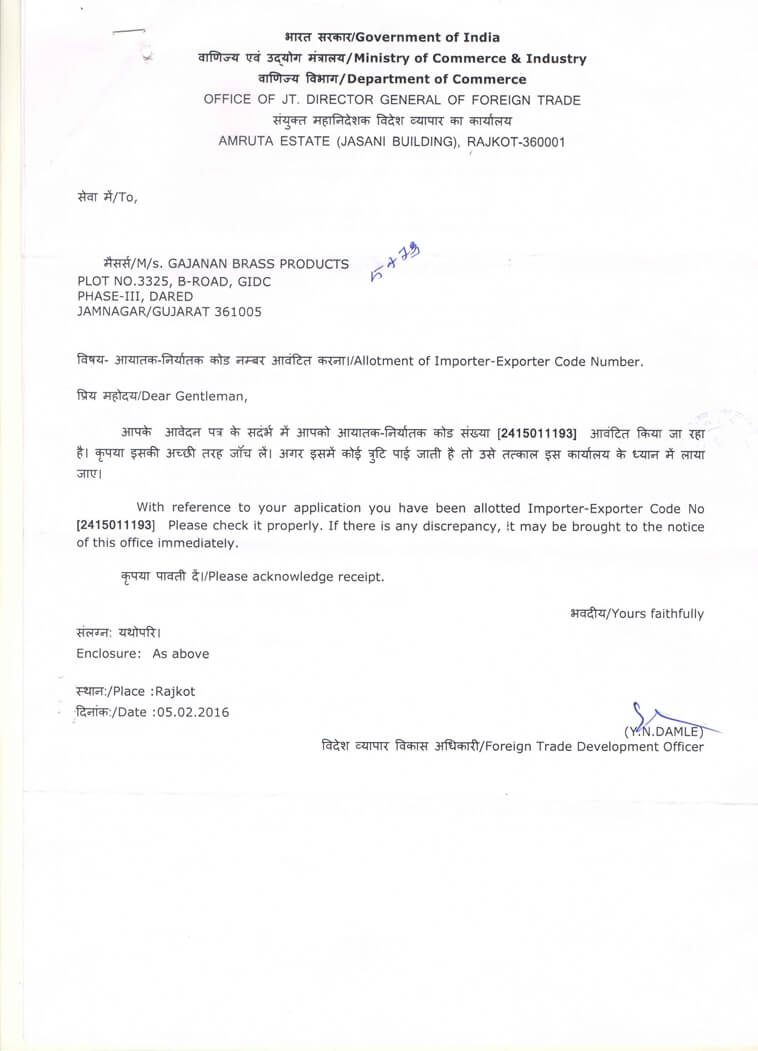 भारत सरकार/Government of India
वाणिज्य एवं उद्योग मंत्रालय/Ministry of Commerce & Industry
वाणिज्य विभाग/Department of Commerce
OFFICE OF JT. DIRECTOR GENERAL OF FOREIGN TRADE
संयुक्त महानिदेशक विदेश व्यापार का कार्यालय
AMRUTA ESTATE (JASANI BUILDING), RAJKOT-360001
सेवा में/To,
मैसर्स/M/s. GAJANAN BRASS PRODUCTS
PLOT NO.3325, B-ROAD, GIDC
PHASE-III, DARED
JAMNAGAR/GUJARAT 361005
विषय- आयातक-निर्यातक कोड नम्बर आवंटित करना।/Allotment of Importer-Exporter Code Number.
प्रिय महोदय/Dear Gentleman,
आपके आवेदन पत्र के सदंर्भ में आपको आयातक-निर्यातक कोड संख्या [2415011193] आवंटित किया जा रहा
है। कृपया इसकी अच्छी तरह जाँच लें। अगर इसमें कोई त्रुटि पाई जाती है तो उसे तत्काल इस कार्यालय के ध्यान में लाया
जाए।
With reference to your application you have been allotted Importer-Exporter Code No
[2415011193] Please check it properly. If there is any discrepancy, it may be brought to the notice
of this office immediately.
कृपया पावती दें।/Please acknowledge receipt.
भवदीय/Yours faithfully
संलग्न: यथोपरि।
Enclosure: As above
स्थान:/Place :Rajkot
दिनांक:/Date :05.02.2016
(Y.N.DAMLE)
विदेश व्यापार विकास अधिकारी/Foreign Trade Development Officer